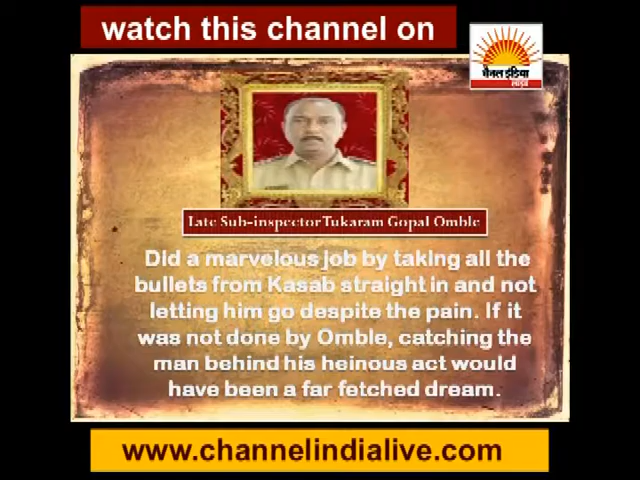 watch this channel on
चैनल इंडिया
लाइव
Late Sub-inspector Tukaram Gopal Omble
Did a marvelous job by taking all the
bullets from Kasab straight in and not
letting him go despite the pain. If it
was not done by Omble, catching the
man behind his heinous act would
have been a far fetched dream.
www.channelindialive.com